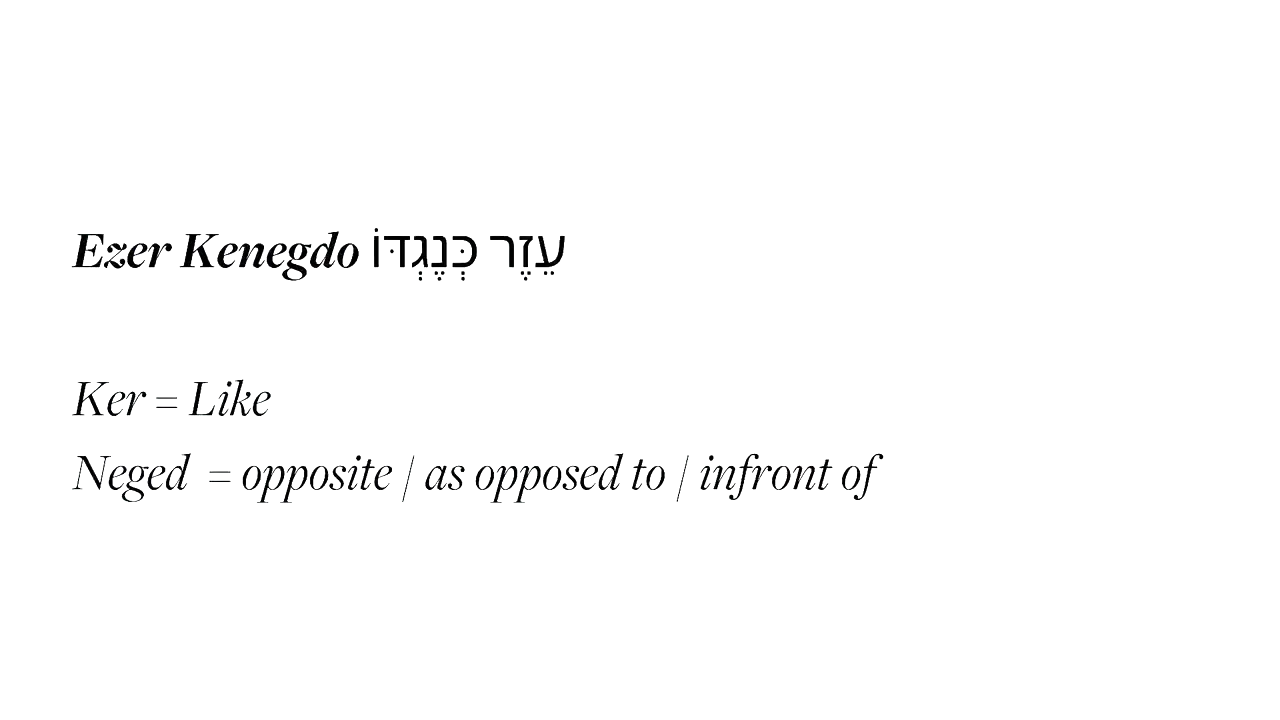 Ezer Kenegdo עֵזֶר כְּנֶגְדּוֹ
Ker = Like
Neged = opposite | as opposed to | infront of